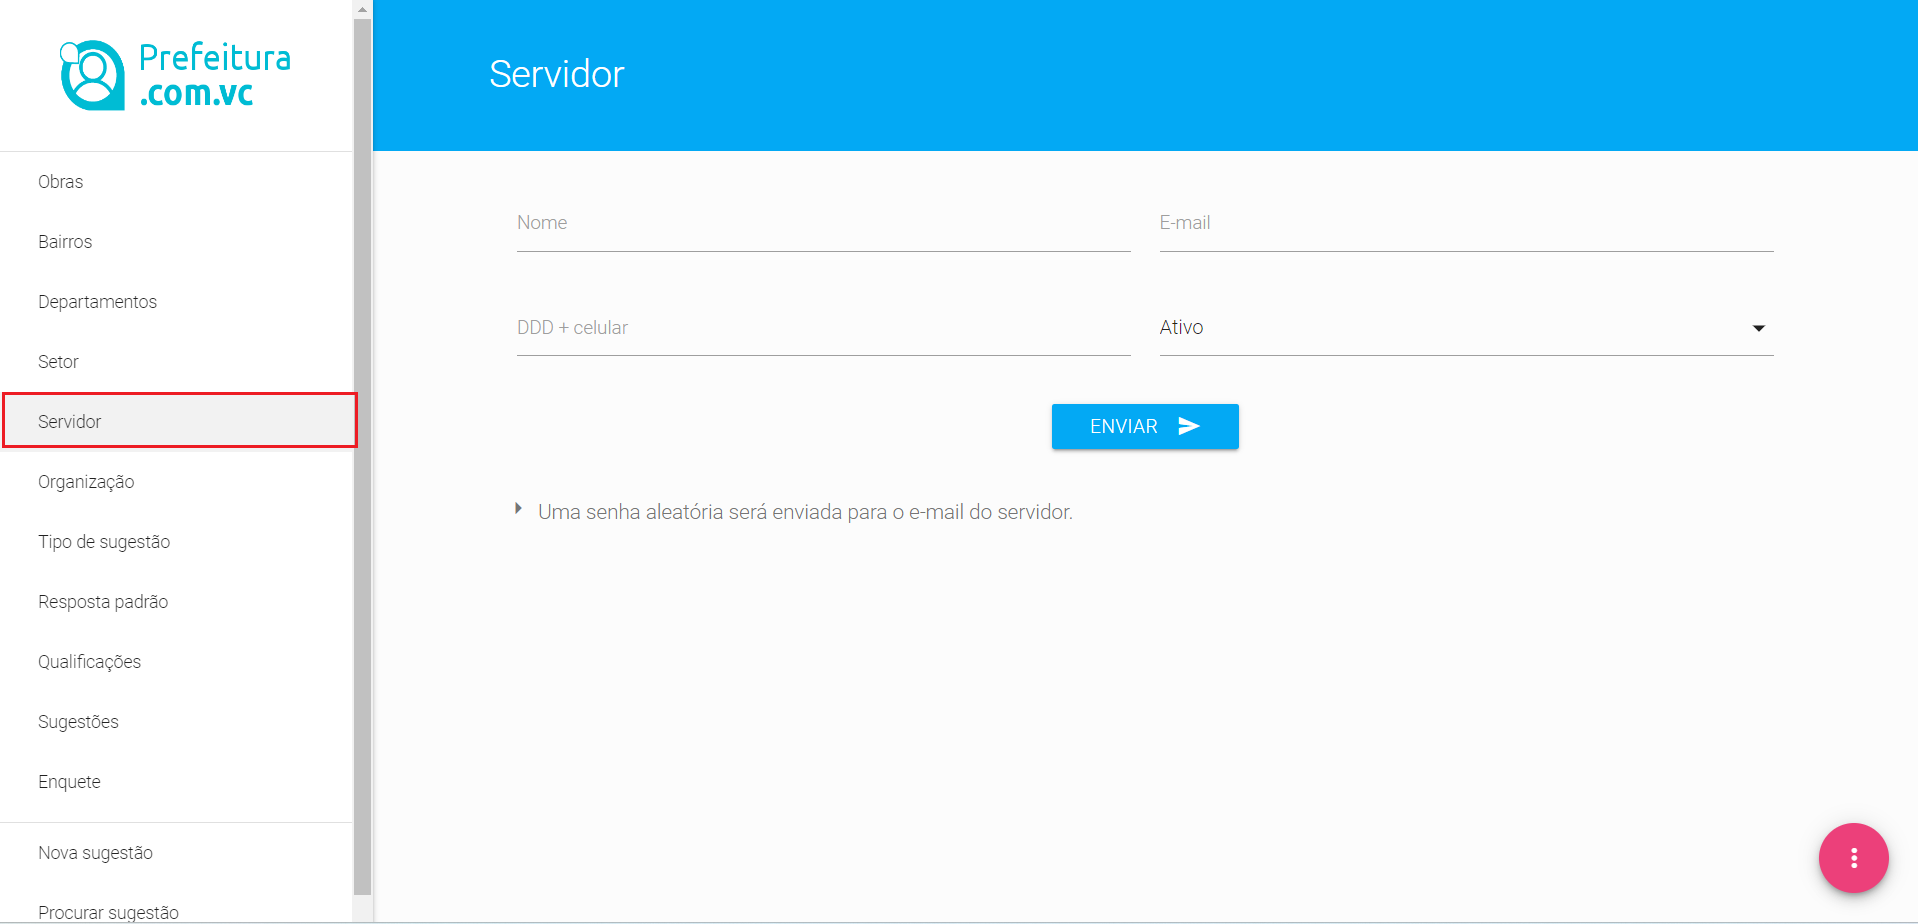 Prefeitura
.com.vc
Obras
Bairros
Departamentos
Setor
Servidor
Organização
Tipo de sugestão
Resposta padrão
Qualificações
Sugestões
Enquete
Nova sugestão
Procurar sugestão
Servidor
Nome
E-mail
DDD + celular
Ativo
ENVIAR
Uma senha aleatória será enviada para o e-mail do servidor.